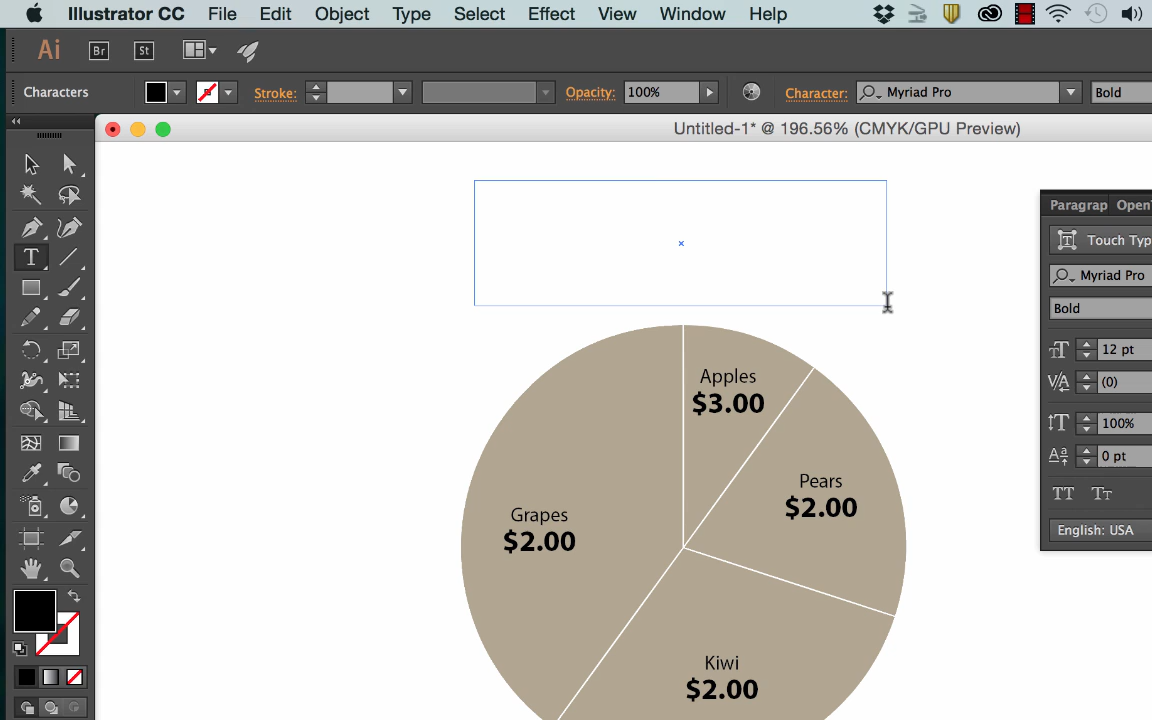 Illustrator CC File Edit Object Type Select Effect View Window Help
Ai Br St
Characters Stroke: Opacity: 100% Character: Myriad Pro Bold
Untitled-1* @ 196.56% (CMYK/GPU Preview)
Paragrap OpenT
Touch Typ
Myriad Pro
Bold
12 pt
(0)
100%
0 pt
TT Tt
English: USA
Apples
$3.00
Pears
$2.00
Grapes
$2.00
Kiwi
$2.00